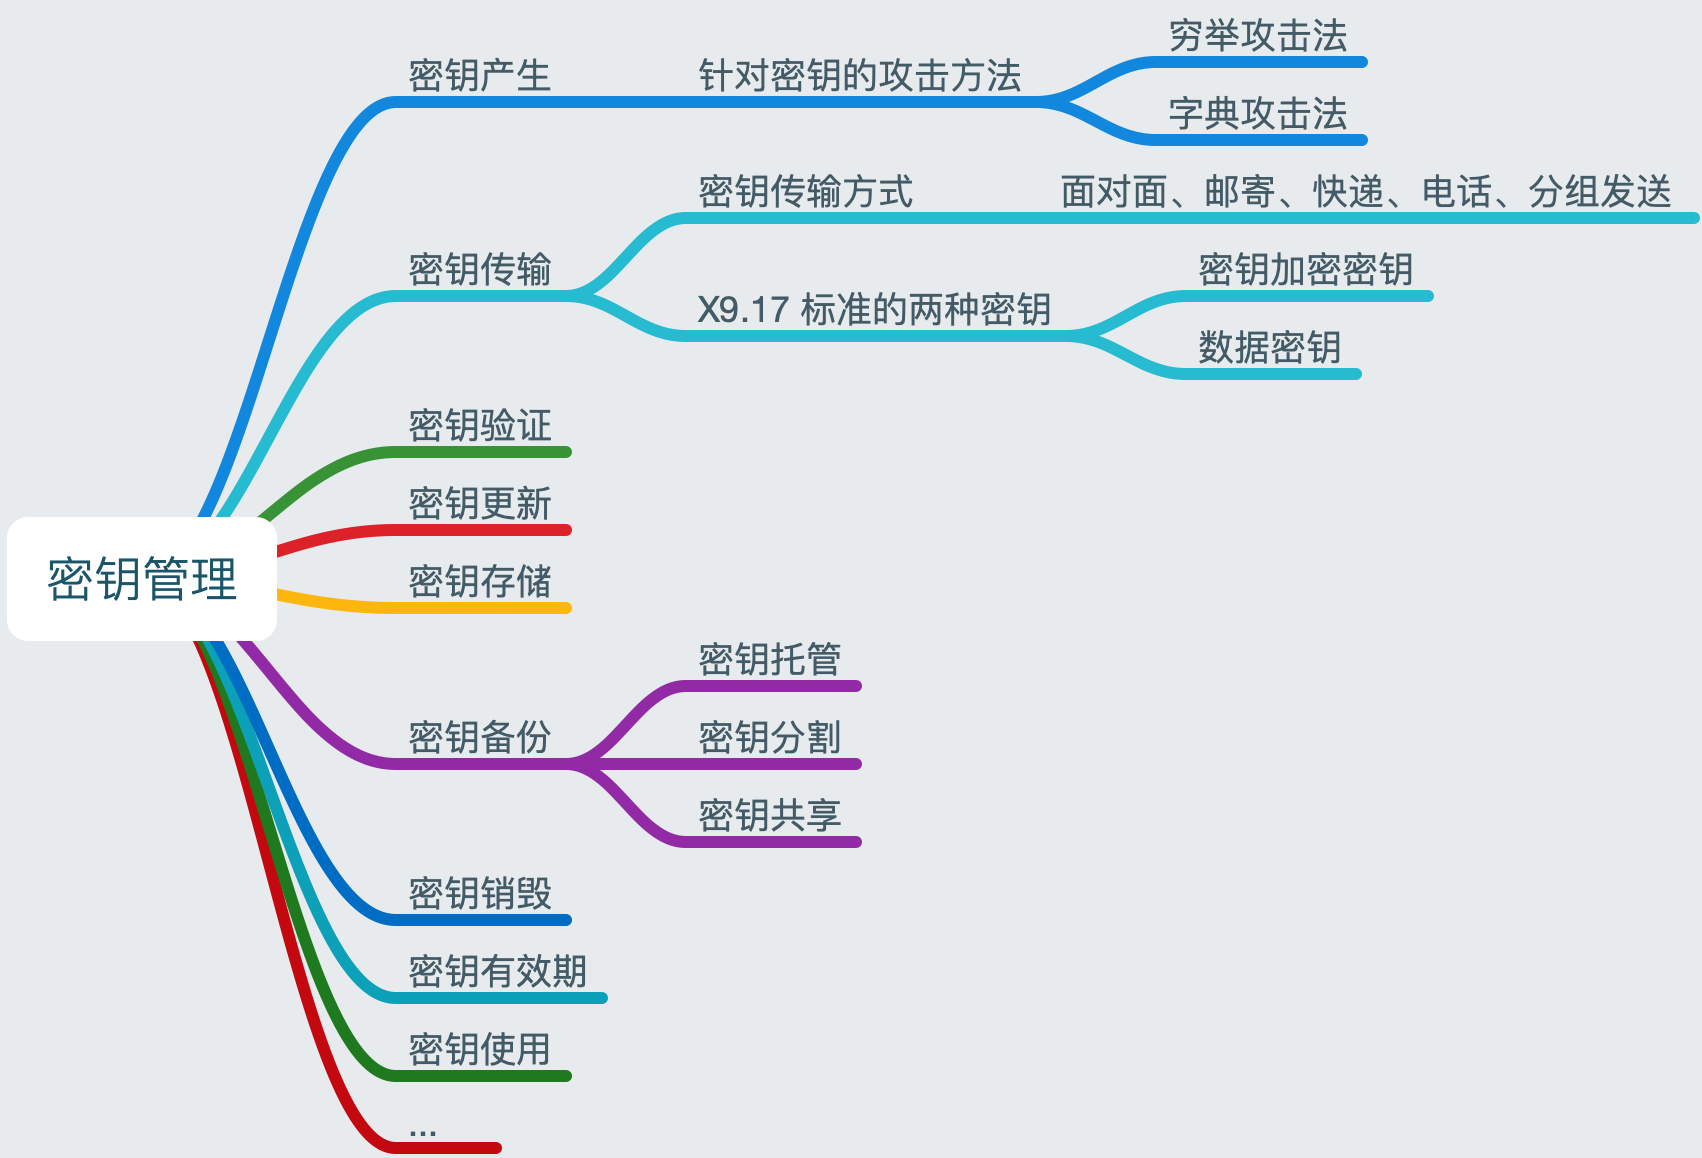 密钥管理
密钥产生
针对密钥的攻击方法
穷举攻击法
字典攻击法
密钥传输
密钥传输方式
面对面、邮寄、快递、电话、分组发送
X9.17 标准的两种密钥
密钥加密密钥
数据密钥
密钥验证
密钥更新
密钥存储
密钥备份
密钥托管
密钥分割
密钥共享
密钥销毁
密钥有效期
密钥使用
...